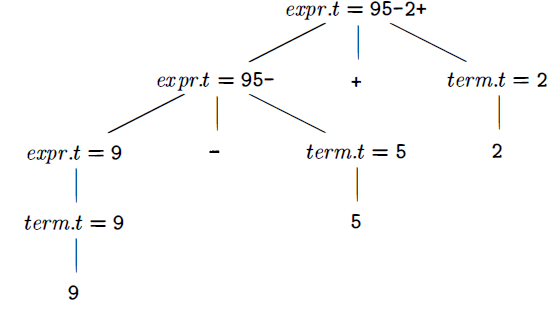 expr.t = 95-2+
expr.t = 95- + term.t = 2
expr.t = 9 - term.t = 5 2
term.t = 9 5
9